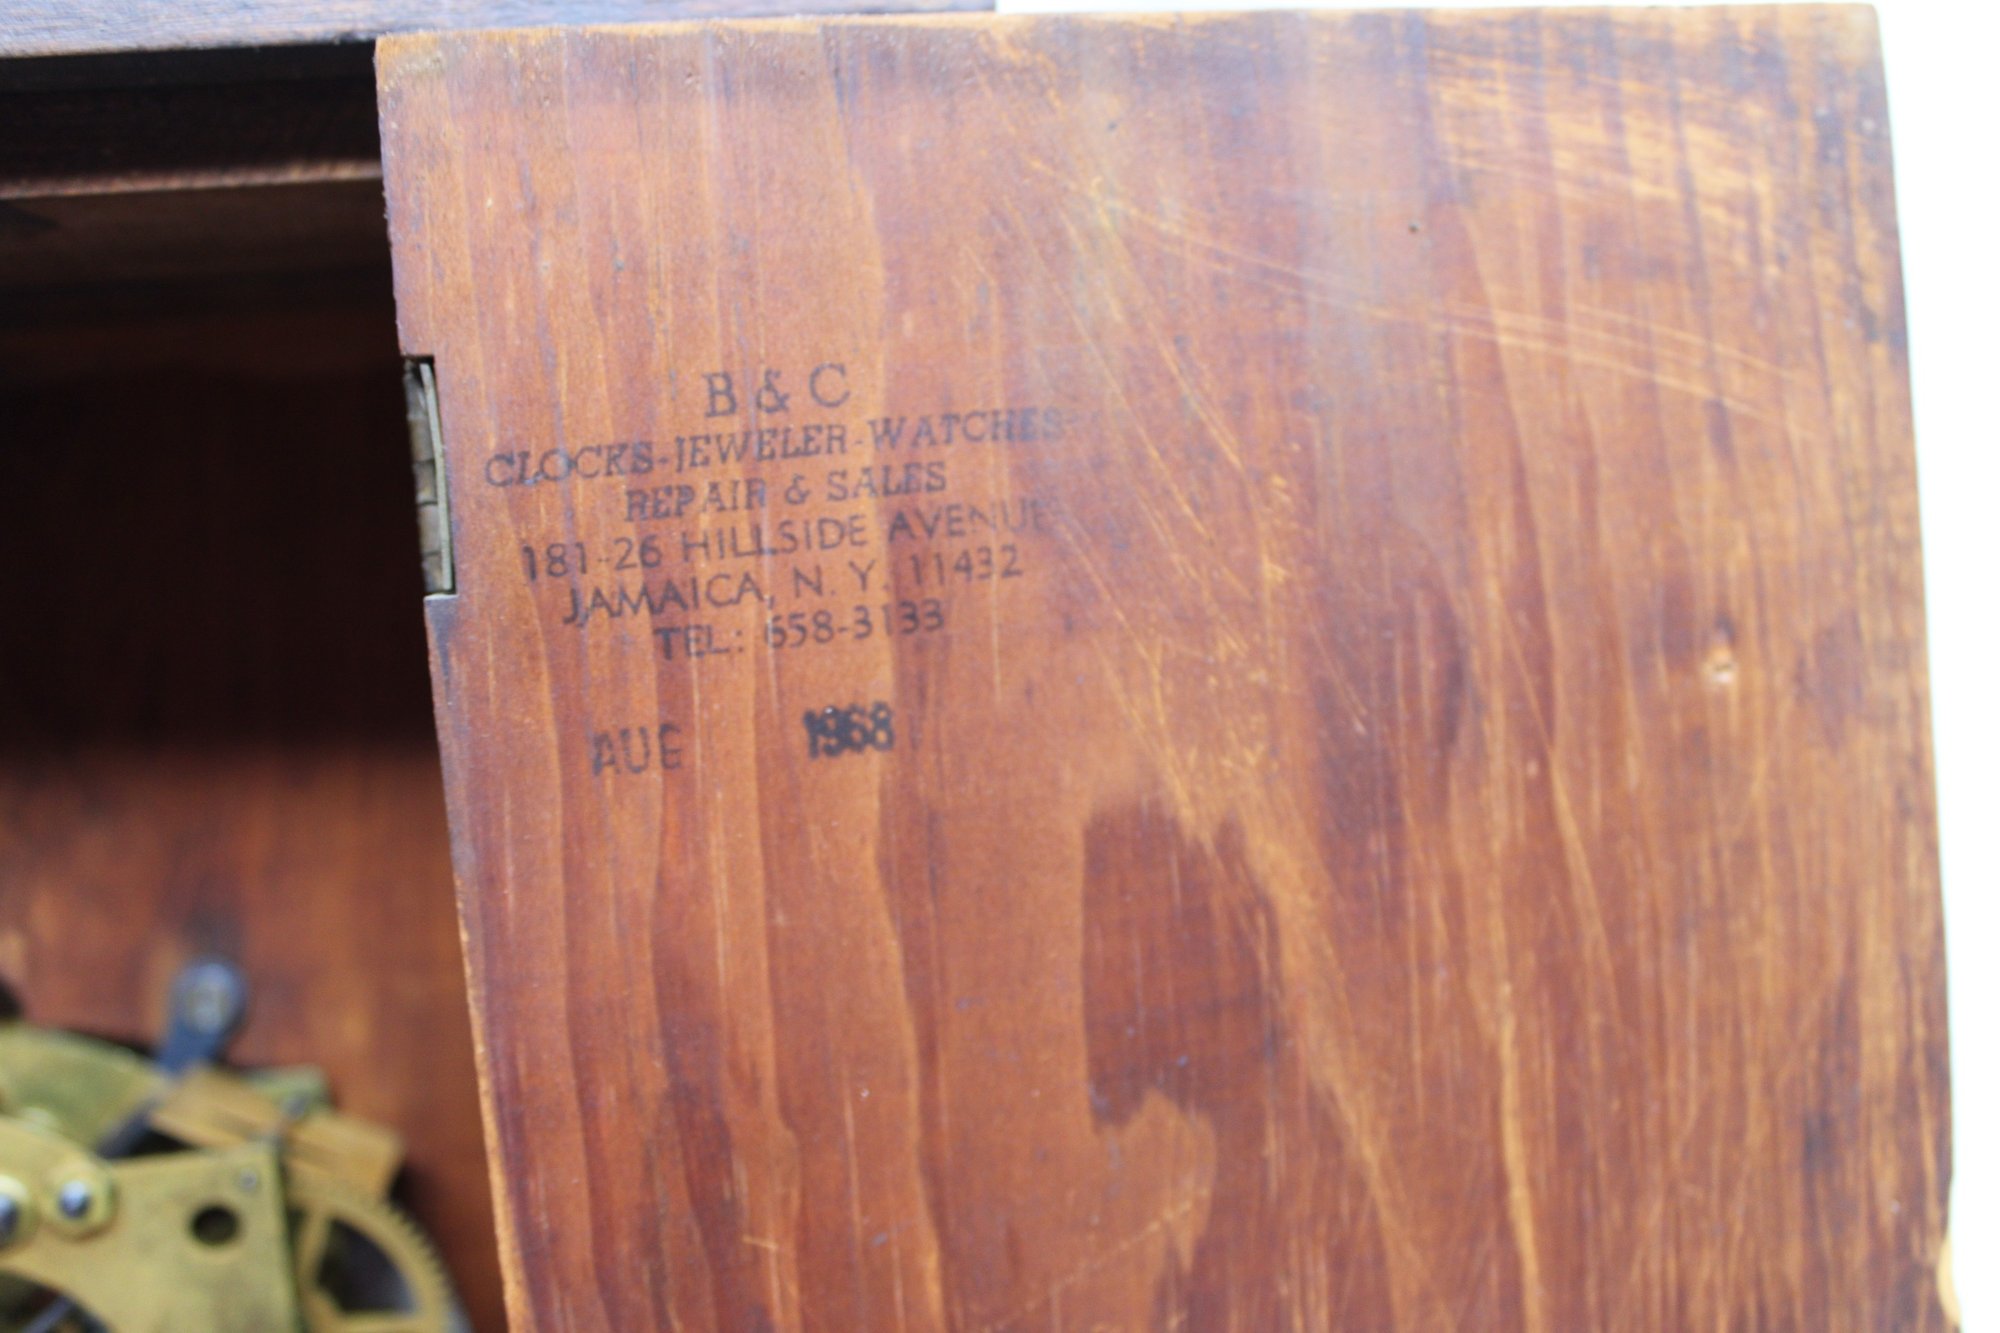 B & C
CLOCKS-JEWELER-WATCHES
REPAIR & SALES
181-26 HILLSIDE AVENUE
JAMAICA, N. Y. 11432
TEL: 658-3133
AUG 1968